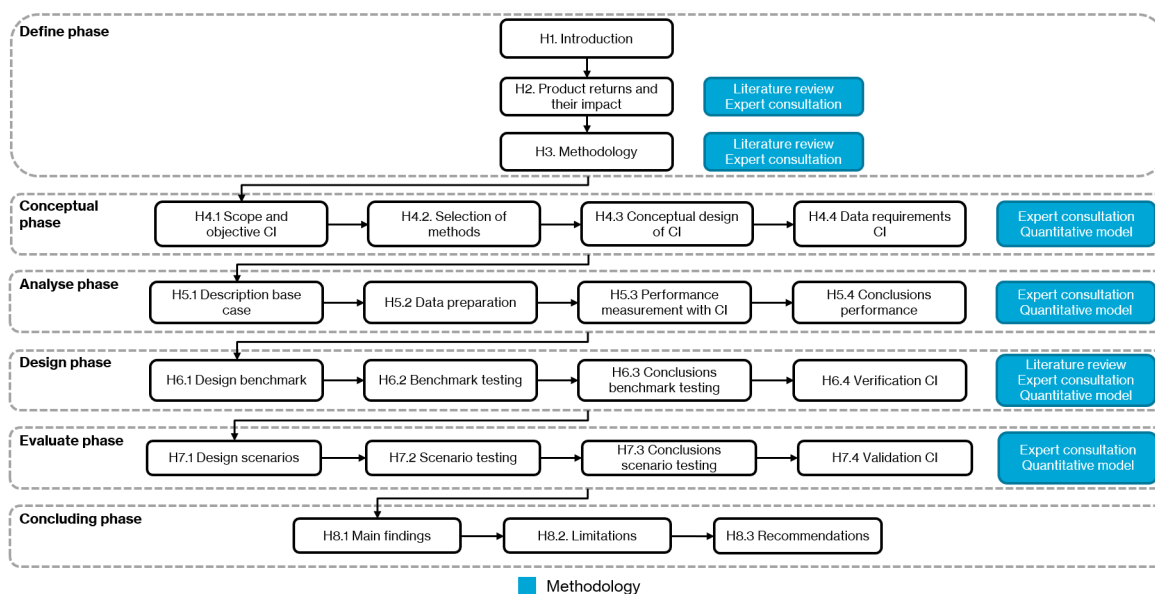 Define phase
H1. Introduction
H2. Product returns and
their impact
Literature review
Expert consultation
H3. Methodology
Literature review
Expert consultation
Conceptual
phase
H4.1 Scope and
objective CI
H4.2. Selection of
methods
H4.3 Conceptual design
of CI
H4.4 Data requirements
CI
Expert consultation
Quantitative model
Analyse phase
H5.1 Description base
case
H5.2 Data preparation
H5.3 Performance
measurement with CI
H5.4 Conclusions
performance
Expert consultation
Quantitative model
Design phase
H6.1 Design benchmark
H6.2 Benchmark testing
H6.3 Conclusions
benchmark testing
H6.4 Verification CI
Literature review
Expert consultation
Quantitative model
Evaluate phase
H7.1 Design scenarios
H7.2 Scenario testing
H7.3 Conclusions
scenario testing
H7.4 Validation CI
Expert consultation
Quantitative model
Concluding phase
H8.1 Main findings
H8.2. Limitations
H8.3 Recommendations
Methodology